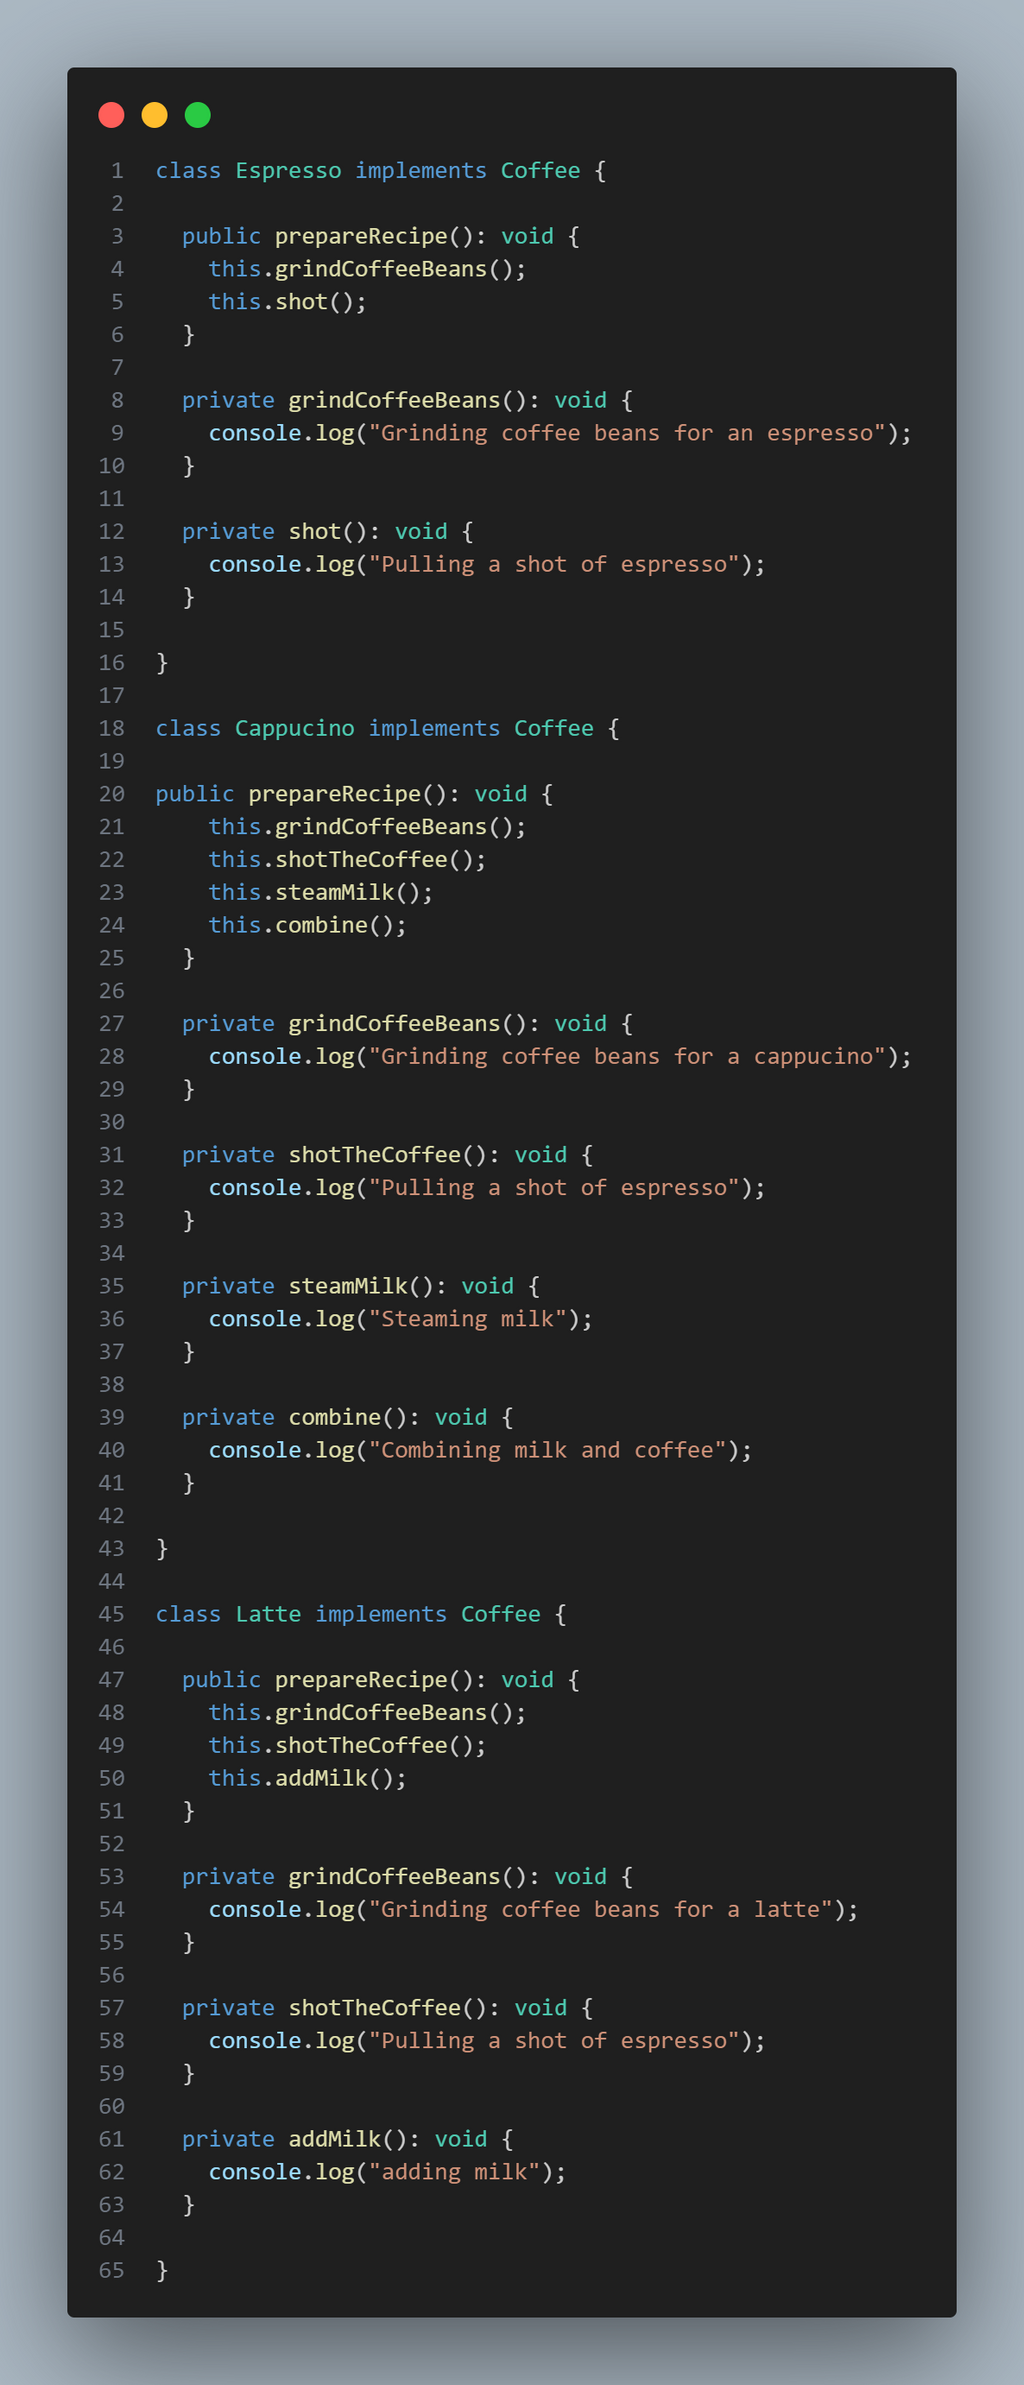 1 class Espresso implements Coffee {
2
3   public prepareRecipe(): void {
4     this.grindCoffeeBeans();
5     this.shot();
6   }
7
8   private grindCoffeeBeans(): void {
9     console.log("Grinding coffee beans for an espresso");
10   }
11
12   private shot(): void {
13     console.log("Pulling a shot of espresso");
14   }
15
16 }
17
18 class Cappucino implements Coffee {
19
20 public prepareRecipe(): void {
21     this.grindCoffeeBeans();
22     this.shotTheCoffee();
23     this.steamMilk();
24     this.combine();
25   }
26
27   private grindCoffeeBeans(): void {
28     console.log("Grinding coffee beans for a cappucino");
29   }
30
31   private shotTheCoffee(): void {
32     console.log("Pulling a shot of espresso");
33   }
34
35   private steamMilk(): void {
36     console.log("Steaming milk");
37   }
38
39   private combine(): void {
40     console.log("Combining milk and coffee");
41   }
42
43 }
44
45 class Latte implements Coffee {
46
47   public prepareRecipe(): void {
48     this.grindCoffeeBeans();
49     this.shotTheCoffee();
50     this.addMilk();
51   }
52
53   private grindCoffeeBeans(): void {
54     console.log("Grinding coffee beans for a latte");
55   }
56
57   private shotTheCoffee(): void {
58     console.log("Pulling a shot of espresso");
59   }
60
61   private addMilk(): void {
62     console.log("adding milk");
63   }
64
65 }